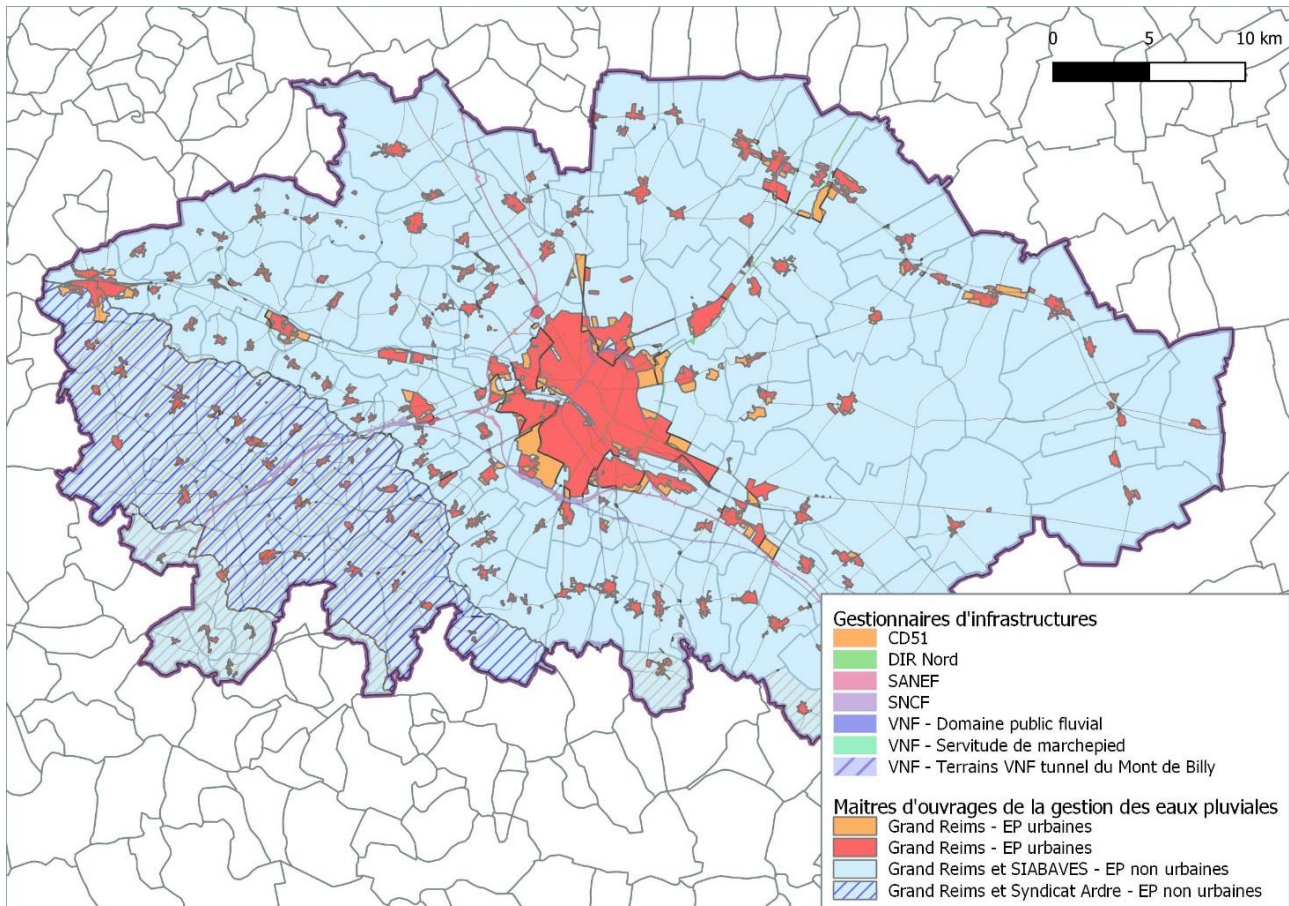 0 5 10 km
Gestionnaires d'infrastructures
CD51
DIR Nord
SANEF
SNCF
VNF - Domaine public fluvial
VNF - Servitude de marchepied
VNF - Terrains VNF tunnel du Mont de Billy
Maitres d'ouvrages de la gestion des eaux pluviales
Grand Reims - EP urbaines
Grand Reims - EP urbaines
Grand Reims et SIABAVES - EP non urbaines
Grand Reims et Syndicat Ardre - EP non urbaines